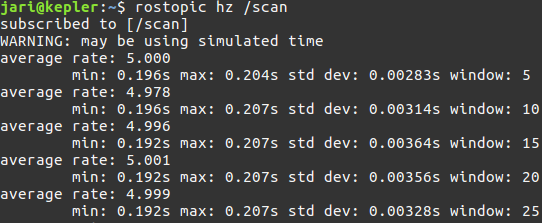 jari@kepler:~$ rostopic hz /scan
subscribed to [/scan]
WARNING: may be using simulated time
average rate: 5.000
min: 0.196s max: 0.204s std dev: 0.00283s window: 5
average rate: 4.978
min: 0.196s max: 0.207s std dev: 0.00314s window: 10
average rate: 4.996
min: 0.192s max: 0.207s std dev: 0.00364s window: 15
average rate: 5.001
min: 0.192s max: 0.207s std dev: 0.00356s window: 20
average rate: 4.999
min: 0.192s max: 0.207s std dev: 0.00328s window: 25